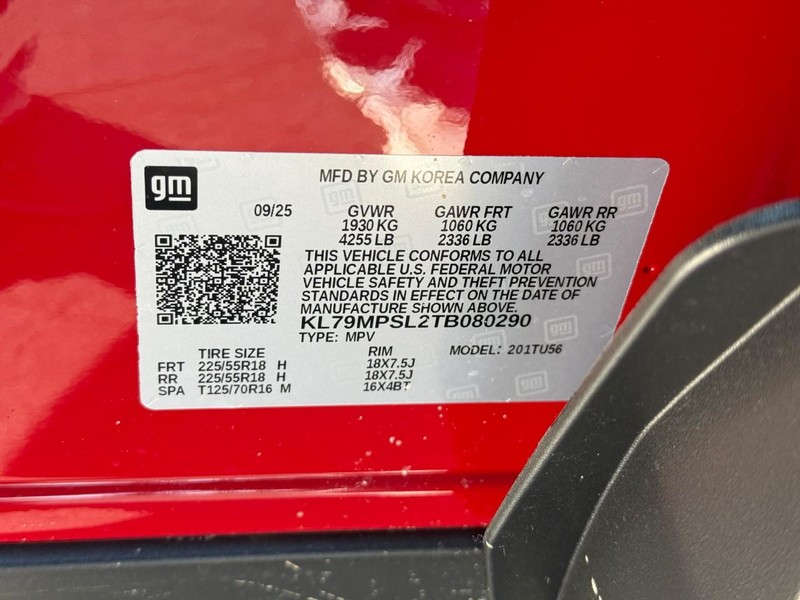 gm
MFD BY GM KOREA COMPANY
09/25 GVWR GAWR FRT GAWR RR
1930 KG 1060 KG 1060 KG
4255 LB 2336 LB 2336 LB
THIS VEHICLE CONFORMS TO ALL
APPLICABLE U.S. FEDERAL MOTOR
VEHICLE SAFETY AND THEFT PREVENTION
STANDARDS IN EFFECT ON THE DATE OF
MANUFACTURE SHOWN ABOVE.
KL79MPSL2TB080290
TYPE: MPV MODEL: 201TU56
TIRE SIZE RIM
FRT 225/55R18 H 18X7.5J
RR 225/55R18 H 18X7.5J
SPA T125/70R16 M 16X4BT